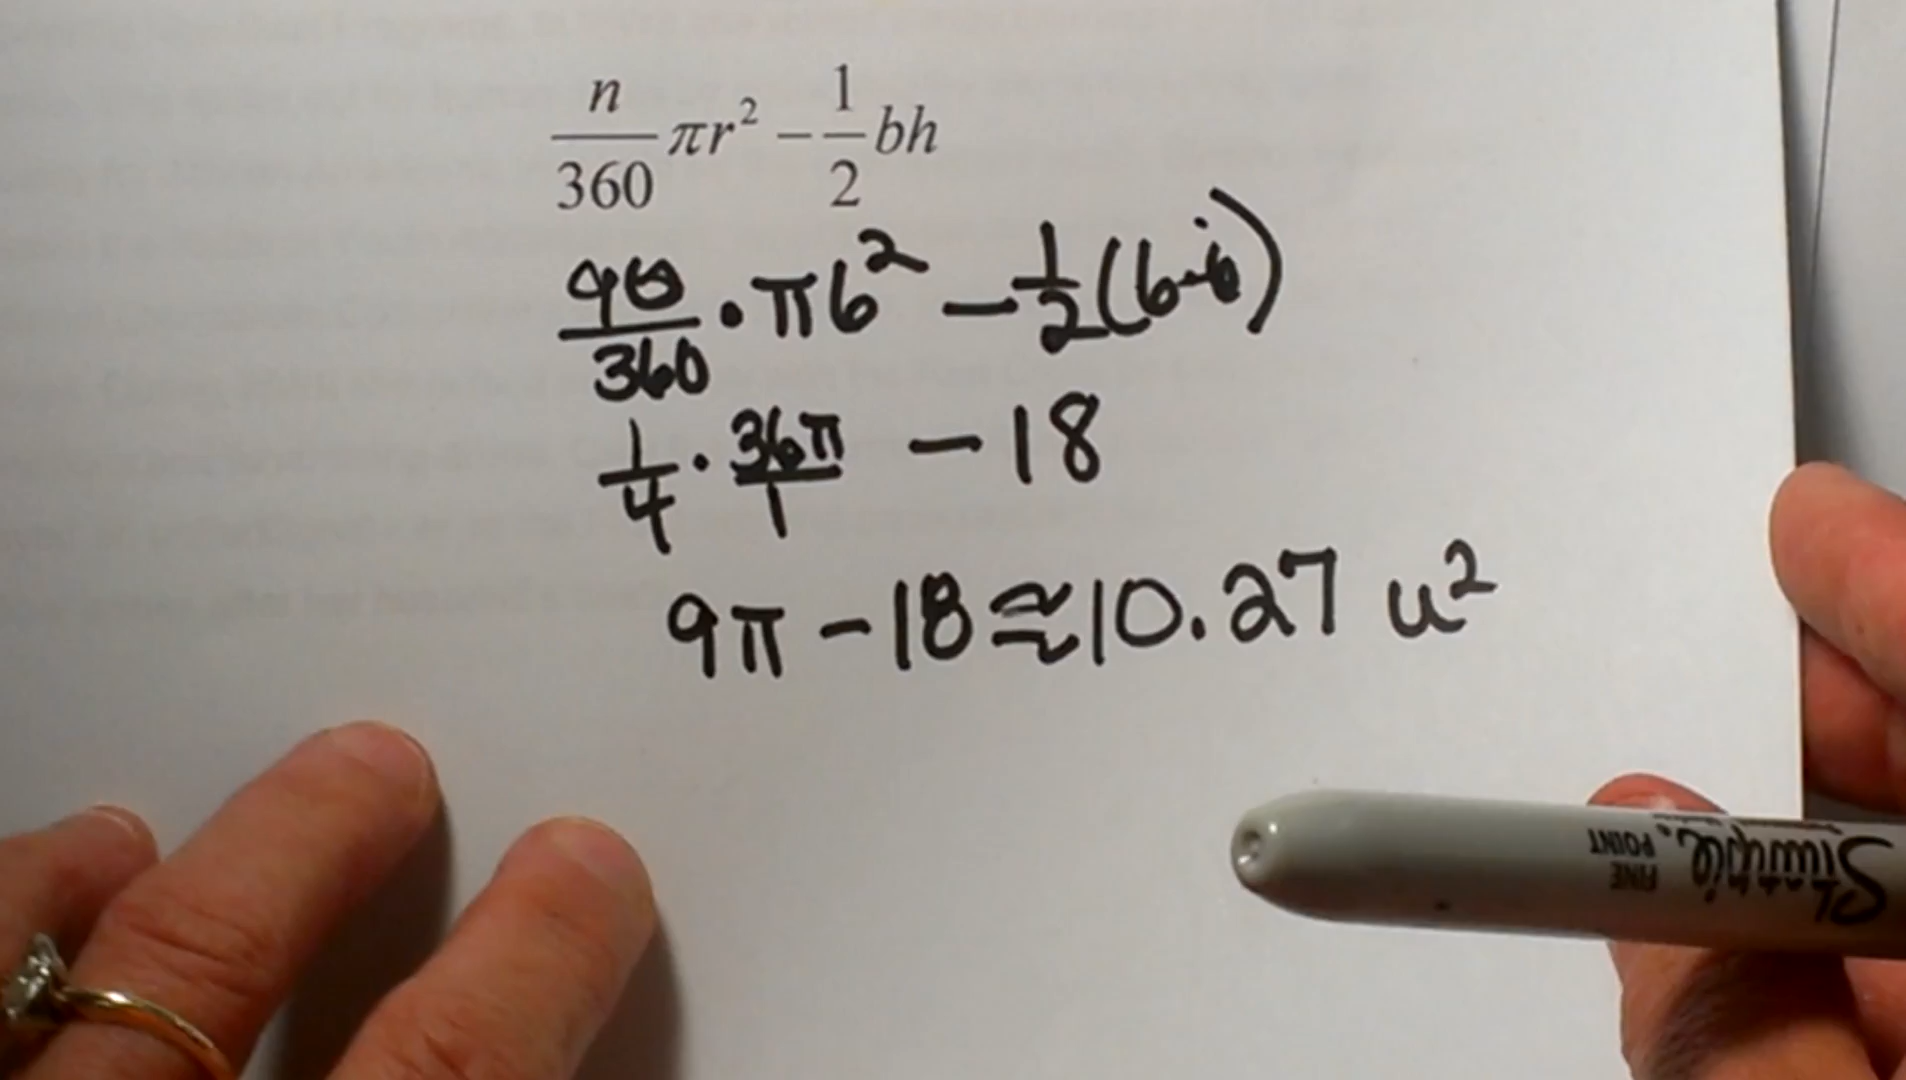 n/360 πr² − 1/2 bh
90/360 · π6² − 1/2 (6·6)
1/4 · 36π/1 − 18
9π − 18 ≈ 10.27 u²
Sharpie.
FINE
POINT